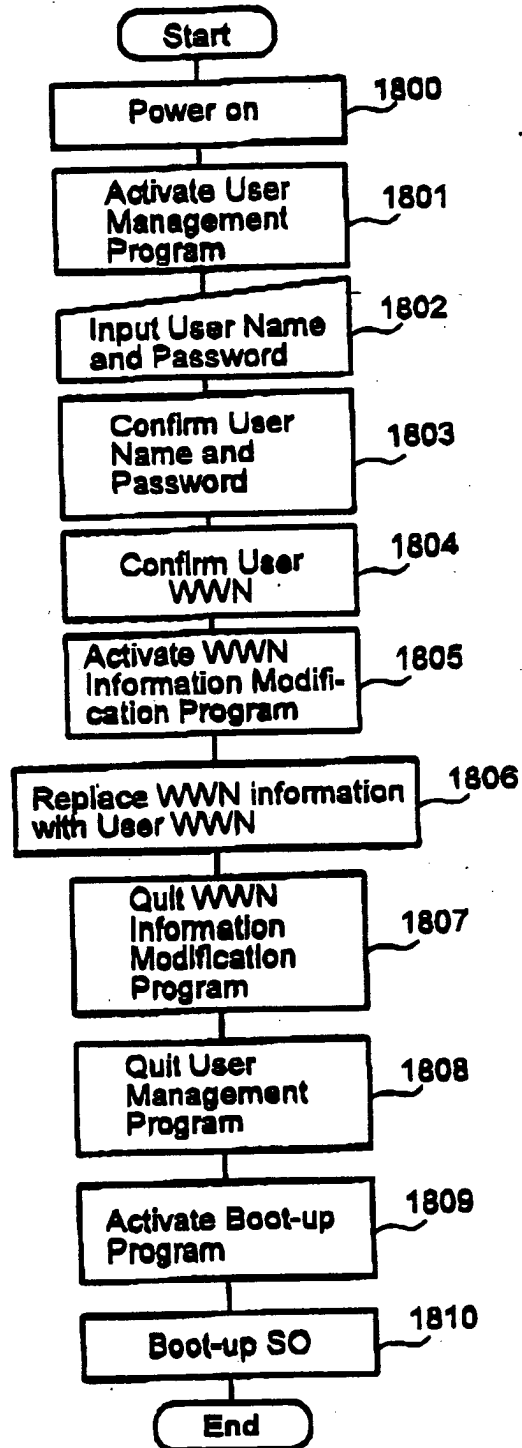 Start
Power on
1800
Activate User
Management
Program
1801
Input User Name
and Password
1802
Confirm User
Name and
Password
1803
Confirm User
WWN
1804
Activate WWN
Information Modifi-
cation Program
1805
Replace WWN information
with User WWN
1806
Quit WWN
Information
Modification
Program
1807
Quit User
Management
Program
1808
Activate Boot-up
Program
1809
Boot-up SO
1810
End